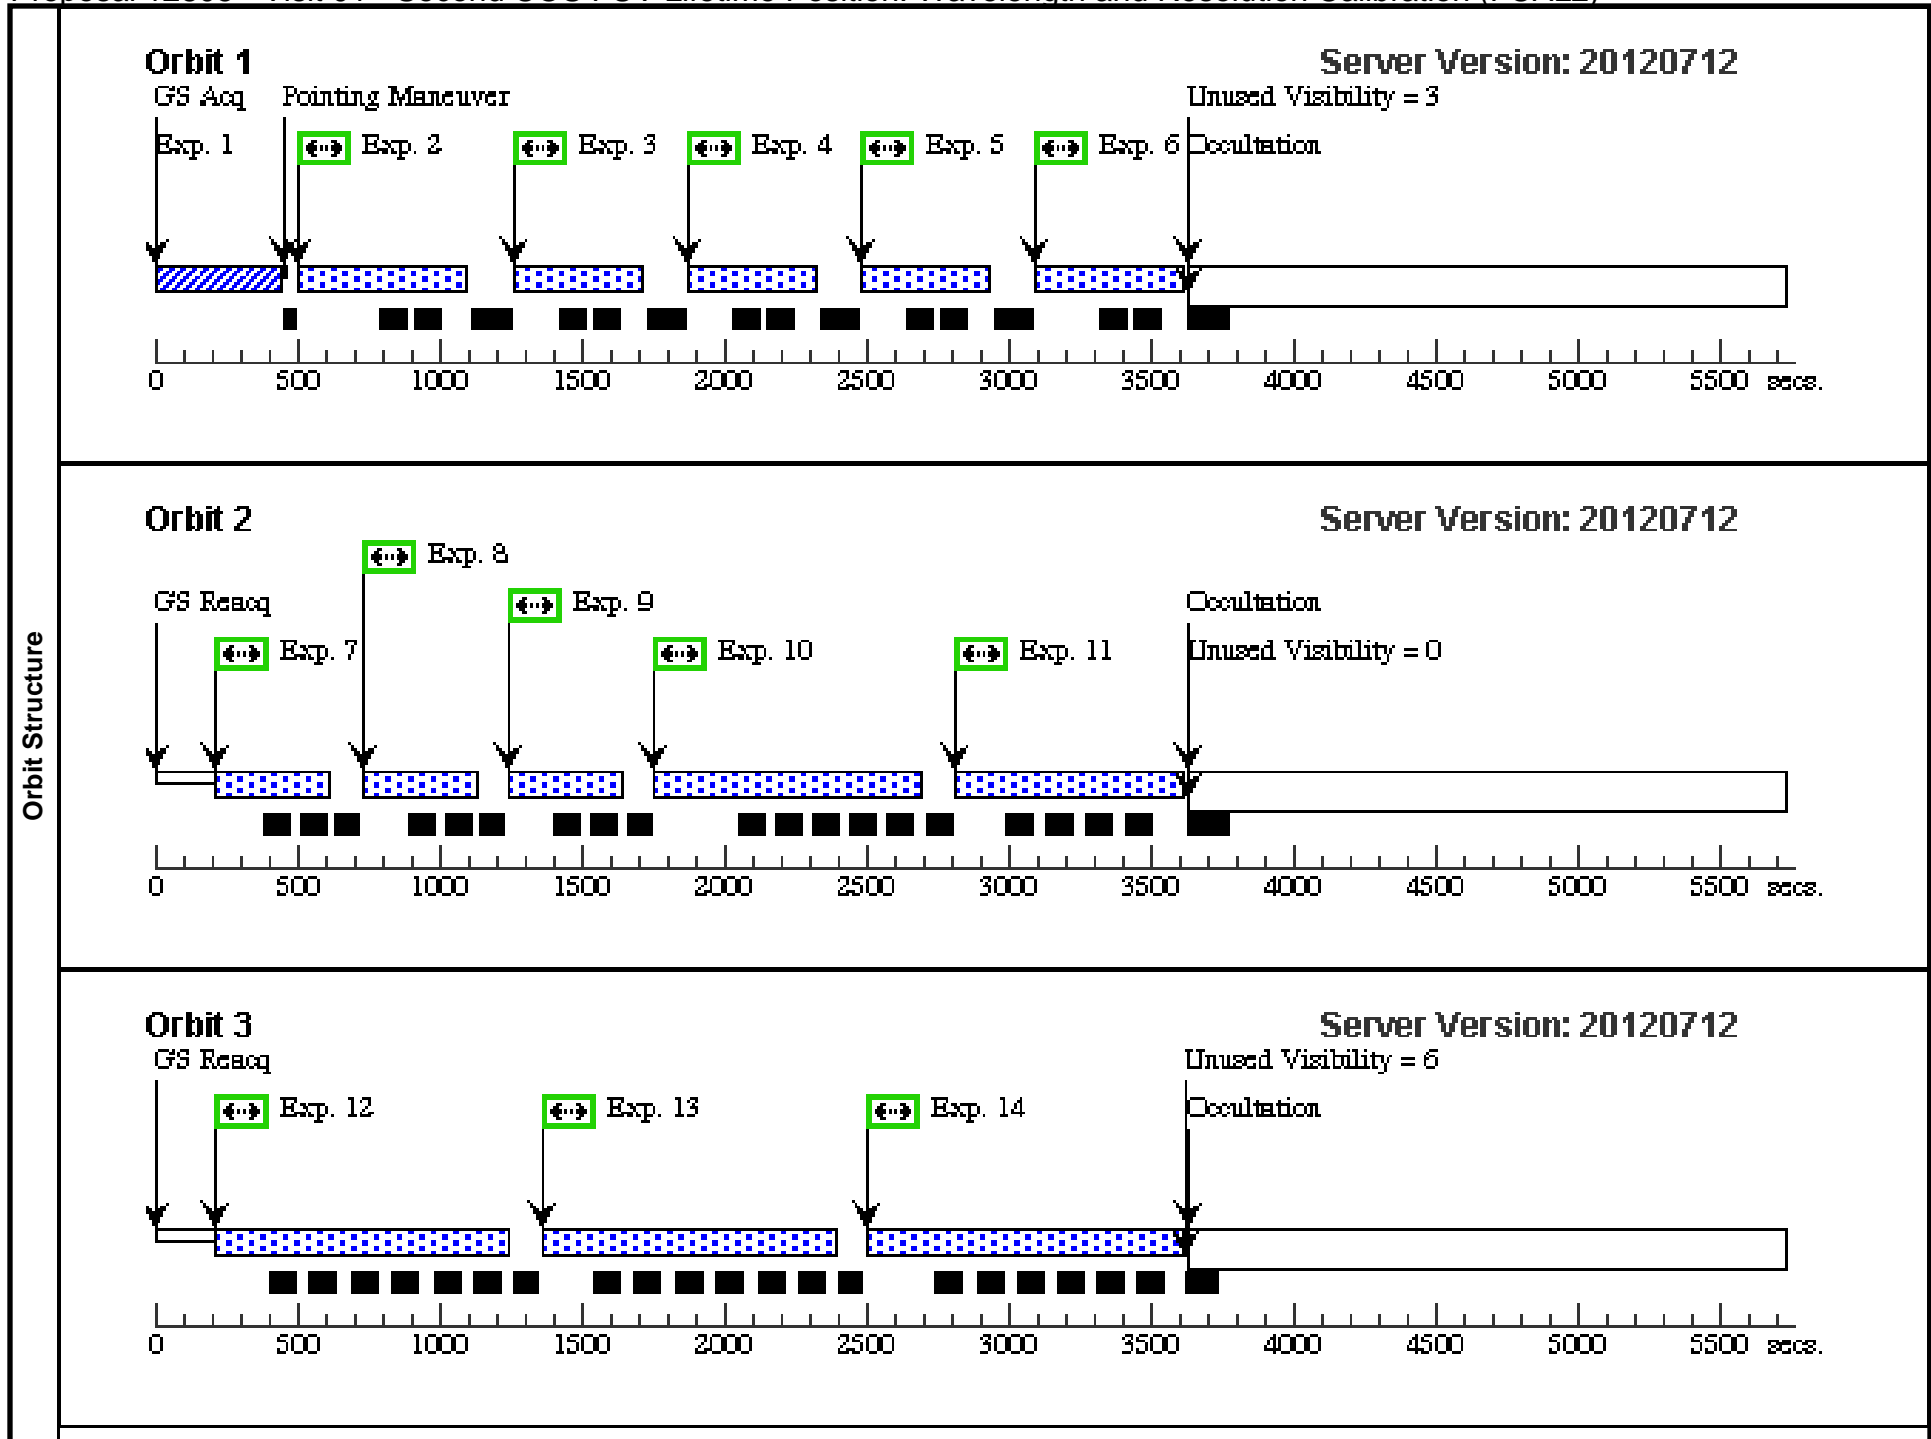 Orbit Structure
Orbit 1
Server Version: 20120712
GS Acq Pointing Maneuver Unused Visibility = 3
Exp. 1 Exp. 2 Exp. 3 Exp. 4 Exp. 5 Exp. 6 Occultation
0 500 1000 1500 2000 2500 3000 3500 4000 4500 5000 5500 secs.
Orbit 2
Server Version: 20120712
Exp. 8
GS Reacq Exp. 9 Occultation
Exp. 7 Exp. 10 Exp. 11 Unused Visibility = 0
0 500 1000 1500 2000 2500 3000 3500 4000 4500 5000 5500 secs.
Orbit 3
Server Version: 20120712
GS Reacq Unused Visibility = 6
Exp. 12 Exp. 13 Exp. 14 Occultation
0 500 1000 1500 2000 2500 3000 3500 4000 4500 5000 5500 secs.